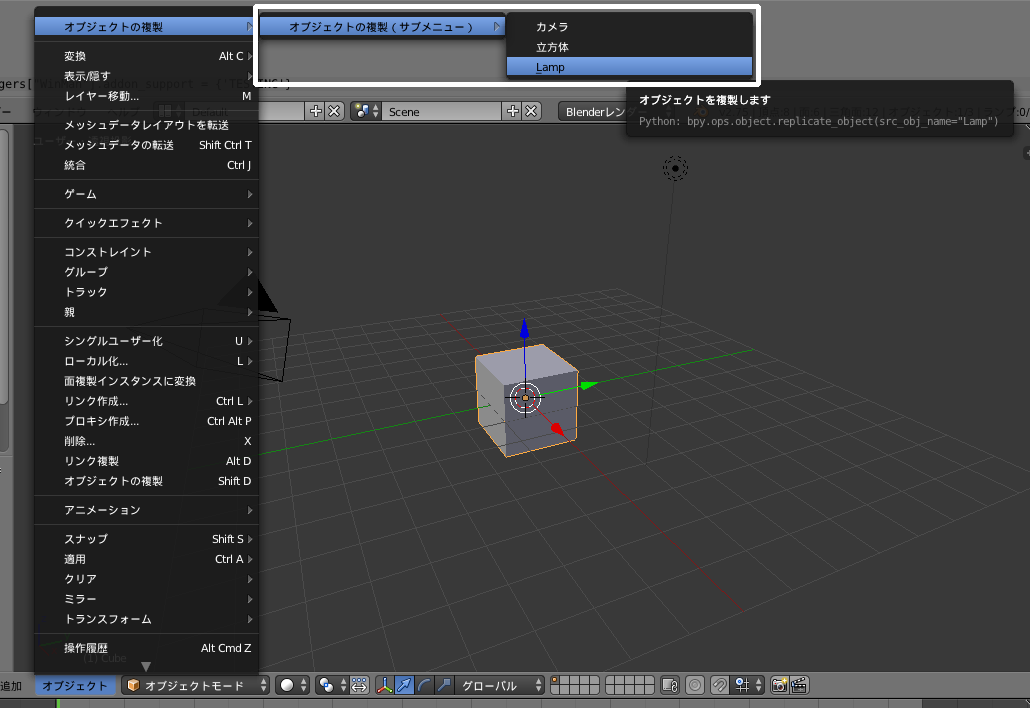 オブジェクトの複製
オブジェクトの複製 ( サブメニュー )
カメラ
立方体
Lamp
オブジェクトを複製します
Python: bpy.ops.object.replicate_object(src_obj_name="Lamp")
変換 Alt C
表示/隠す
レイヤー移動... M
メッシュデータレイアウトを転送
メッシュデータの転送 Shift Ctrl T
統合 Ctrl J
ゲーム
クイックエフェクト
コンストレイント
グループ
トラック
親
シングルユーザー化 U
ローカル化... L
面複製インスタンスに変換
リンク作成... Ctrl L
プロキシ作成... Ctrl Alt P
削除... X
リンク複製 Alt D
オブジェクトの複製 Shift D
アニメーション
スナップ Shift S
適用 Ctrl A
クリア
ミラー
トランスフォーム
操作履歴 Alt Cmd Z
Default
Scene
Blenderレン
(1) Cube
追加
オブジェクト
オブジェクトモード
グローバル